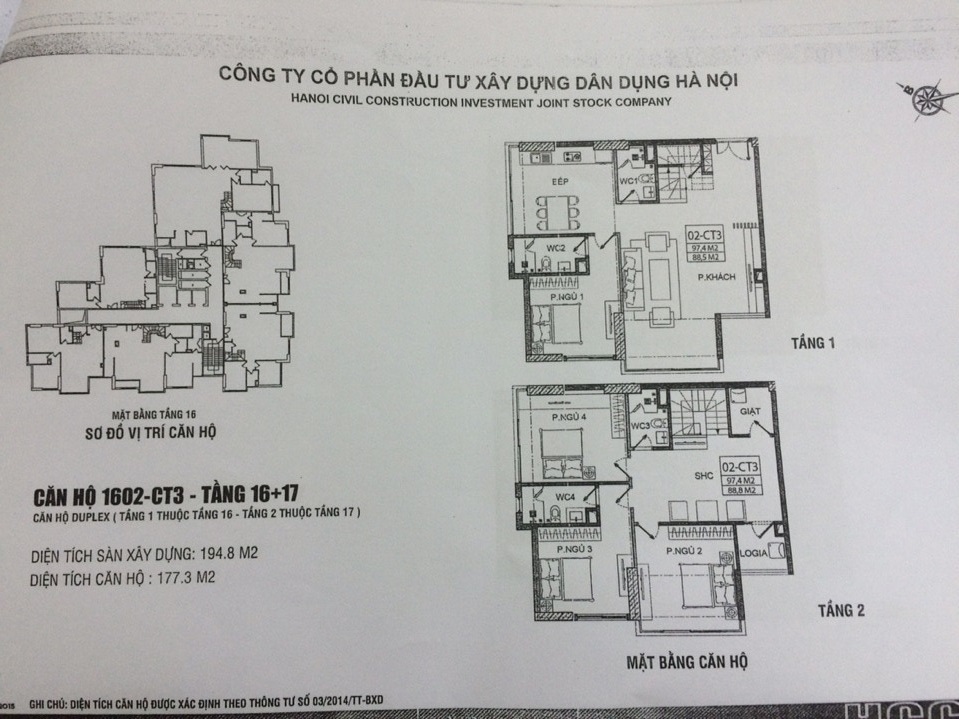 CÔNG TY CỔ PHẦN ĐẦU TƯ XÂY DỰNG DÂN DỤNG HÀ NỘI
HANOI CIVIL CONSTRUCTION INVESTMENT JOINT STOCK COMPANY
B
MẶT BẰNG TẦNG 16
SƠ ĐỒ VỊ TRÍ CĂN HỘ
CĂN HỘ 1602-CT3 - TẦNG 16+17
CĂN HỘ DUPLEX ( TẦNG 1 THUỘC TẦNG 16 - TẦNG 2 THUỘC TẦNG 17 )
DIỆN TÍCH SÀN XÂY DỰNG: 194.8 M2
DIỆN TÍCH CĂN HỘ : 177.3 M2
BẾP
WC1
WC2
02-CT3
97,4 M2
88,5 M2
P.KHÁCH
P.NGỦ 1
TẦNG 1
P.NGỦ 4
WC3
GIẶT
SHC
02-CT3
97,4 M2
88,8 M2
WC4
P.NGỦ 3
P.NGỦ 2
LOGIA
TẦNG 2
MẶT BẰNG CĂN HỘ
2015
GHI CHÚ: DIỆN TÍCH CĂN HỘ ĐƯỢC XÁC ĐỊNH THEO THÔNG TƯ SỐ 03/2014/TT-BXD